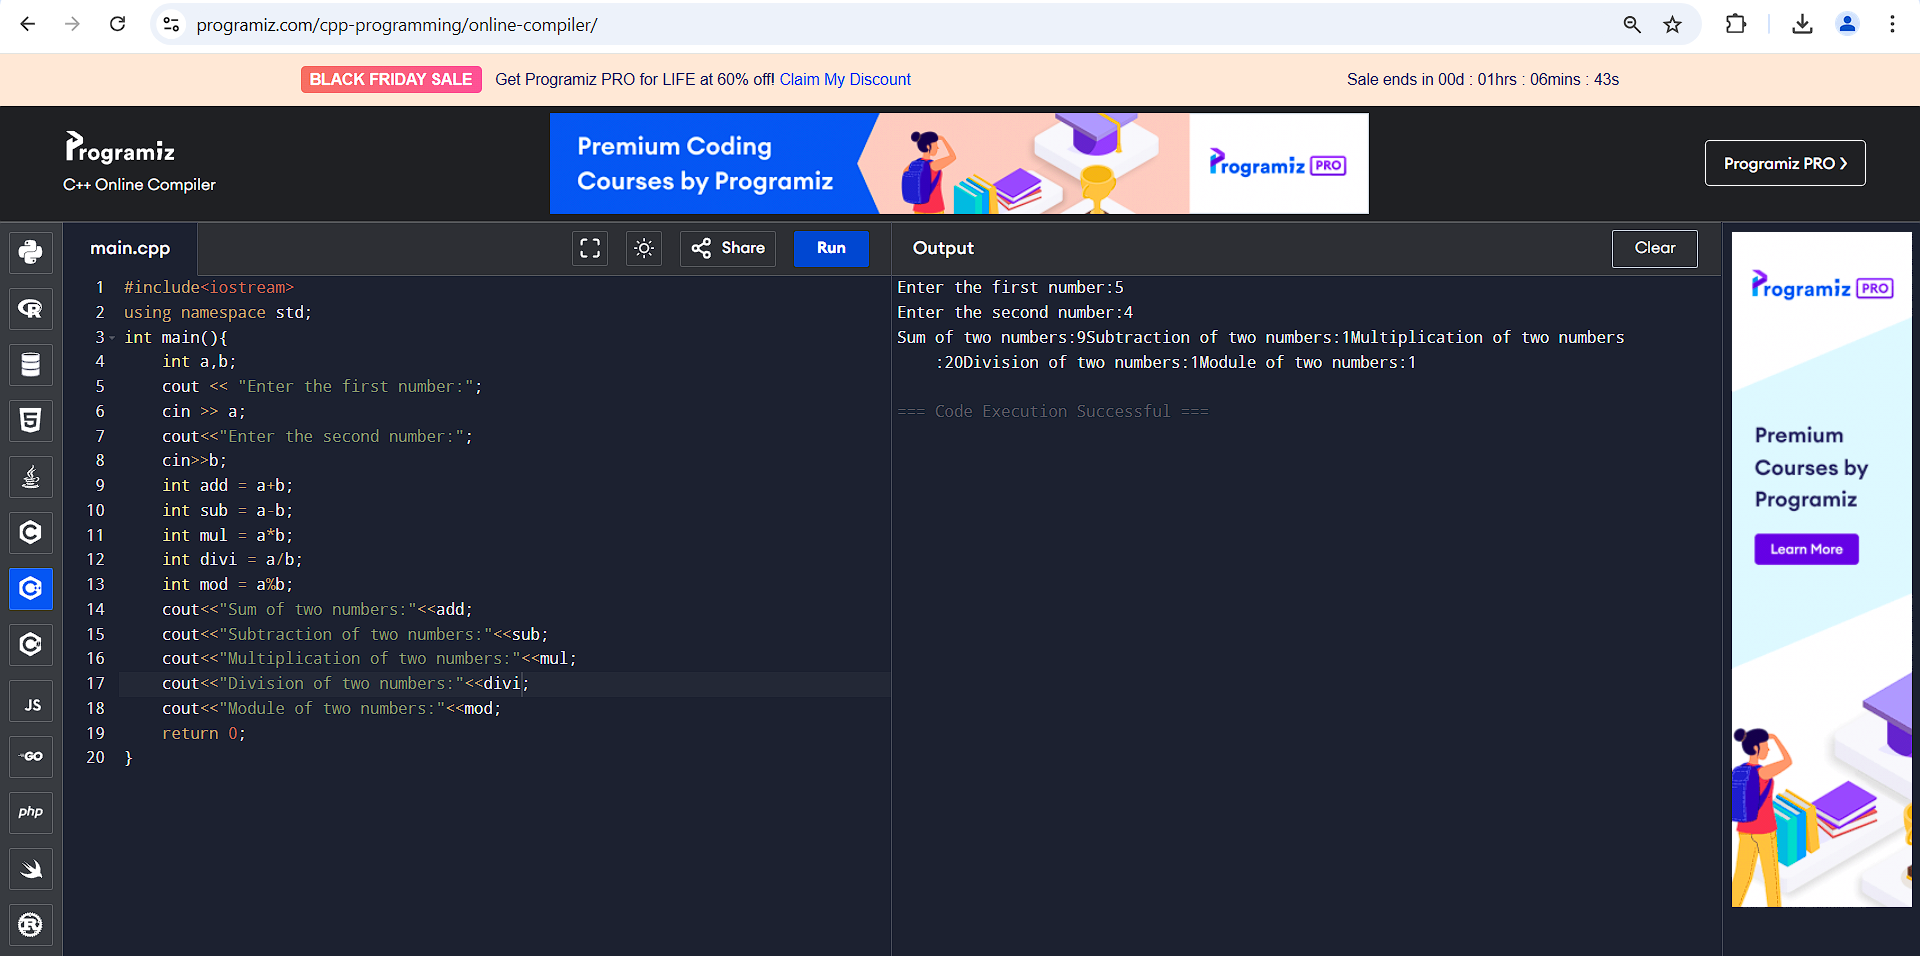 programiz.com/cpp-programming/online-compiler/
BLACK FRIDAY SALE Get Programiz PRO for LIFE at 60% off! Claim My Discount Sale ends in 00d : 01hrs : 06mins : 43s
Programiz
C++ Online Compiler
Premium Coding
Courses by Programiz
Programiz PRO
Programiz PRO >
main.cpp
Share
Run
Output
Clear
1 #include<iostream>
2 using namespace std;
3 int main(){
4 int a,b;
5 cout << "Enter the first number:";
6 cin >> a;
7 cout<<"Enter the second number:";
8 cin>>b;
9 int add = a+b;
10 int sub = a-b;
11 int mul = a*b;
12 int divi = a/b;
13 int mod = a%b;
14 cout<<"Sum of two numbers:"<<add;
15 cout<<"Subtraction of two numbers:"<<sub;
16 cout<<"Multiplication of two numbers:"<<mul;
17 cout<<"Division of two numbers:"<<divi;
18 cout<<"Module of two numbers:"<<mod;
19 return 0;
20 }
Enter the first number:5
Enter the second number:4
Sum of two numbers:9Subtraction of two numbers:1Multiplication of two numbers
:20Division of two numbers:1Module of two numbers:1
=== Code Execution Successful ===
Programiz PRO
Premium
Courses by
Programiz
Learn More
R
5
C
C+
C
JS
GO
php
R